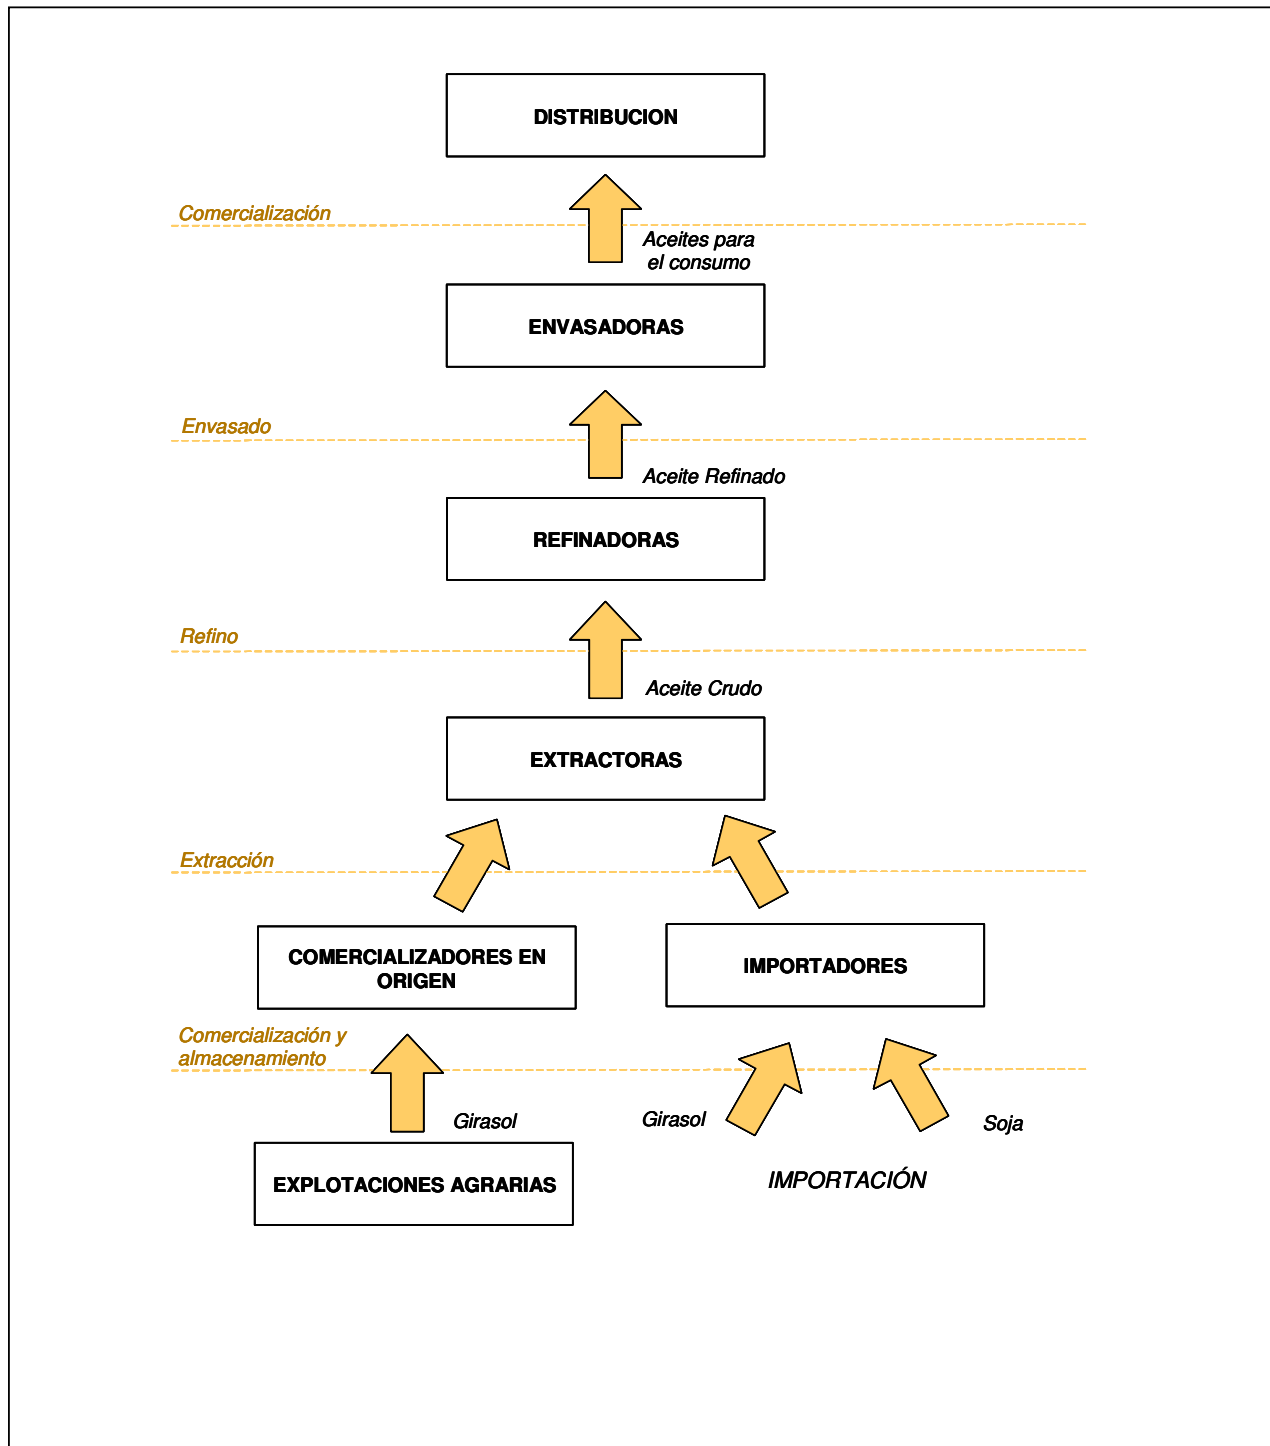 DISTRIBUCION
Comercialización
Aceites para
el consumo
ENVASADORAS
Envasado
Aceite Refinado
REFINADORAS
Refino
Aceite Crudo
EXTRACTORAS
Extracción
COMERCIALIZADORES EN
ORIGEN
IMPORTADORES
Comercialización y
almacenamiento
Girasol
Girasol
Soja
EXPLOTACIONES AGRARIAS
IMPORTACIÓN